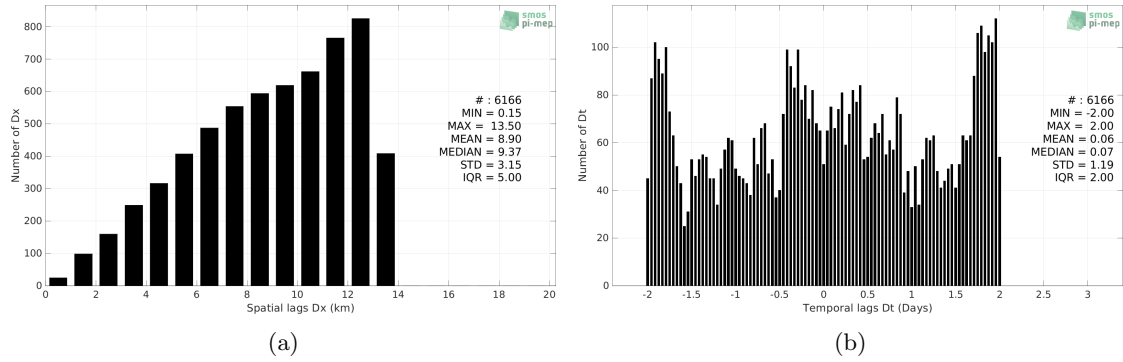 800
700
600
500
400
300
200
100
0
Number of Dx
0 2 4 6 8 10 12 14 16 18 20
Spatial lags Dx (km)
smos
pi-mep
# : 6166
MIN = 0.15
MAX = 13.50
MEAN = 8.90
MEDIAN = 9.37
STD = 3.15
IQR = 5.00
(a)
100
80
60
40
20
0
Number of Dt
-2 -1.5 -1 -0.5 0 0.5 1 1.5 2 2.5 3
Temporal lags Dt (Days)
smos
pi-mep
# : 6166
MIN = -2.00
MAX = 2.00
MEAN = 0.06
MEDIAN = 0.07
STD = 1.19
IQR = 2.00
(b)